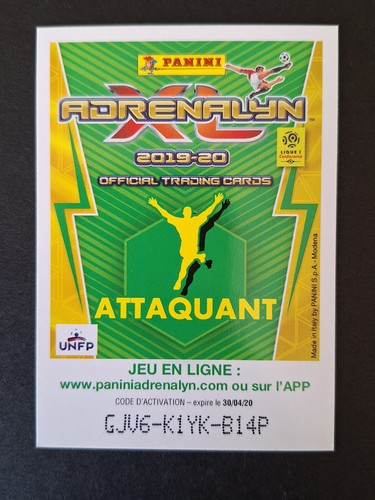 PANINI
ADRENALYN
XL
TM
2019-20
LIGUE 1
Conforama
OFFICIAL TRADING CARDS
ATTAQUANT
Made in Italy by PANINI S.p.A. - Modena
UNFP
JEU EN LIGNE :
www.paniniadrenalyn.com ou sur l'APP
CODE D'ACTIVATION – expire le 30/04/20
GJV6-K1YK-B14P